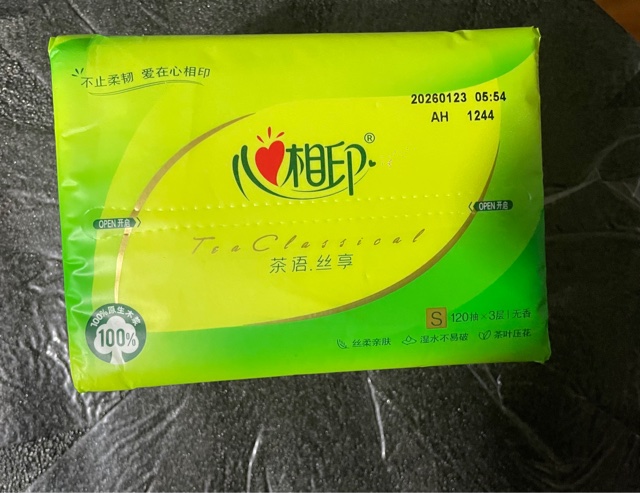 不止柔韧 爱在心相印
20260123 05:54
AH 1244
心相印®
OPEN 开启
OPEN 开启
Tea Classical
茶语.丝享
S 120抽×3层|无香
100%原生木浆
100%
丝柔亲肤 湿水不易破 茶叶压花